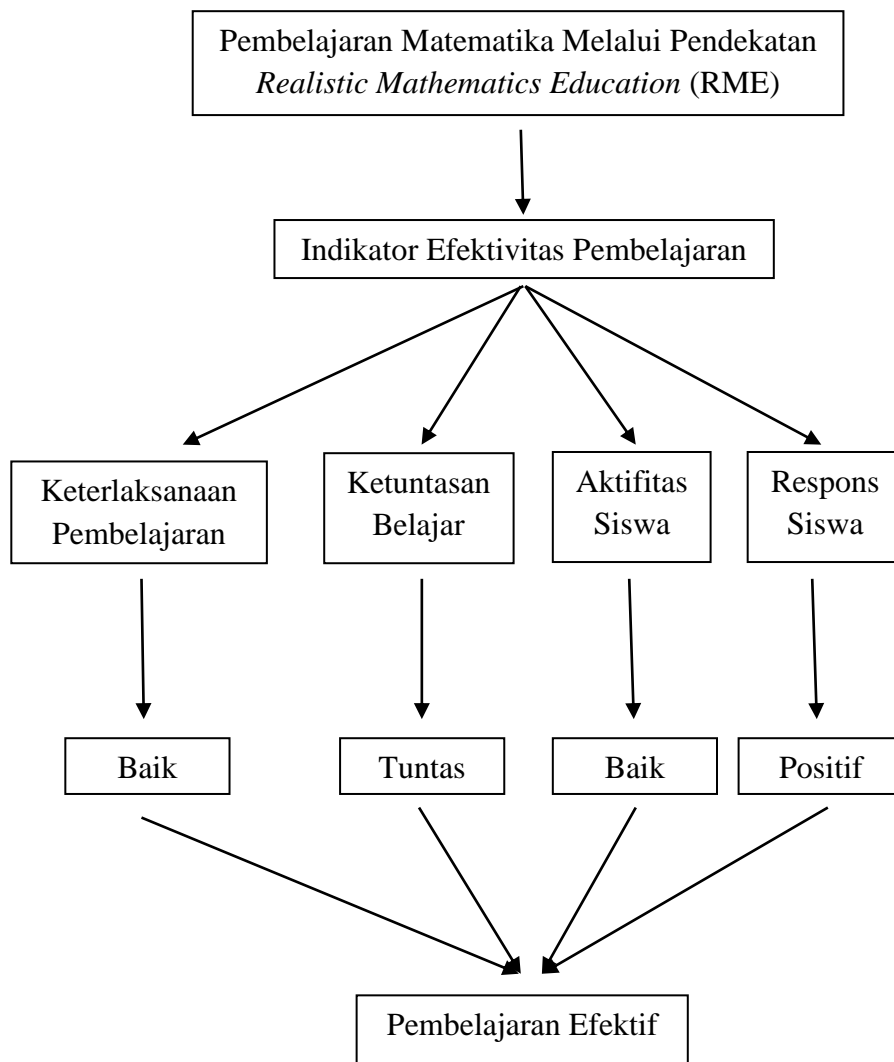 Pembelajaran Matematika Melalui Pendekatan
Realistic Mathematics Education (RME)
Indikator Efektivitas Pembelajaran
Keterlaksanaan
Pembelajaran
Ketuntasan
Belajar
Aktifitas
Siswa
Respons
Siswa
Baik
Tuntas
Baik
Positif
Pembelajaran Efektif